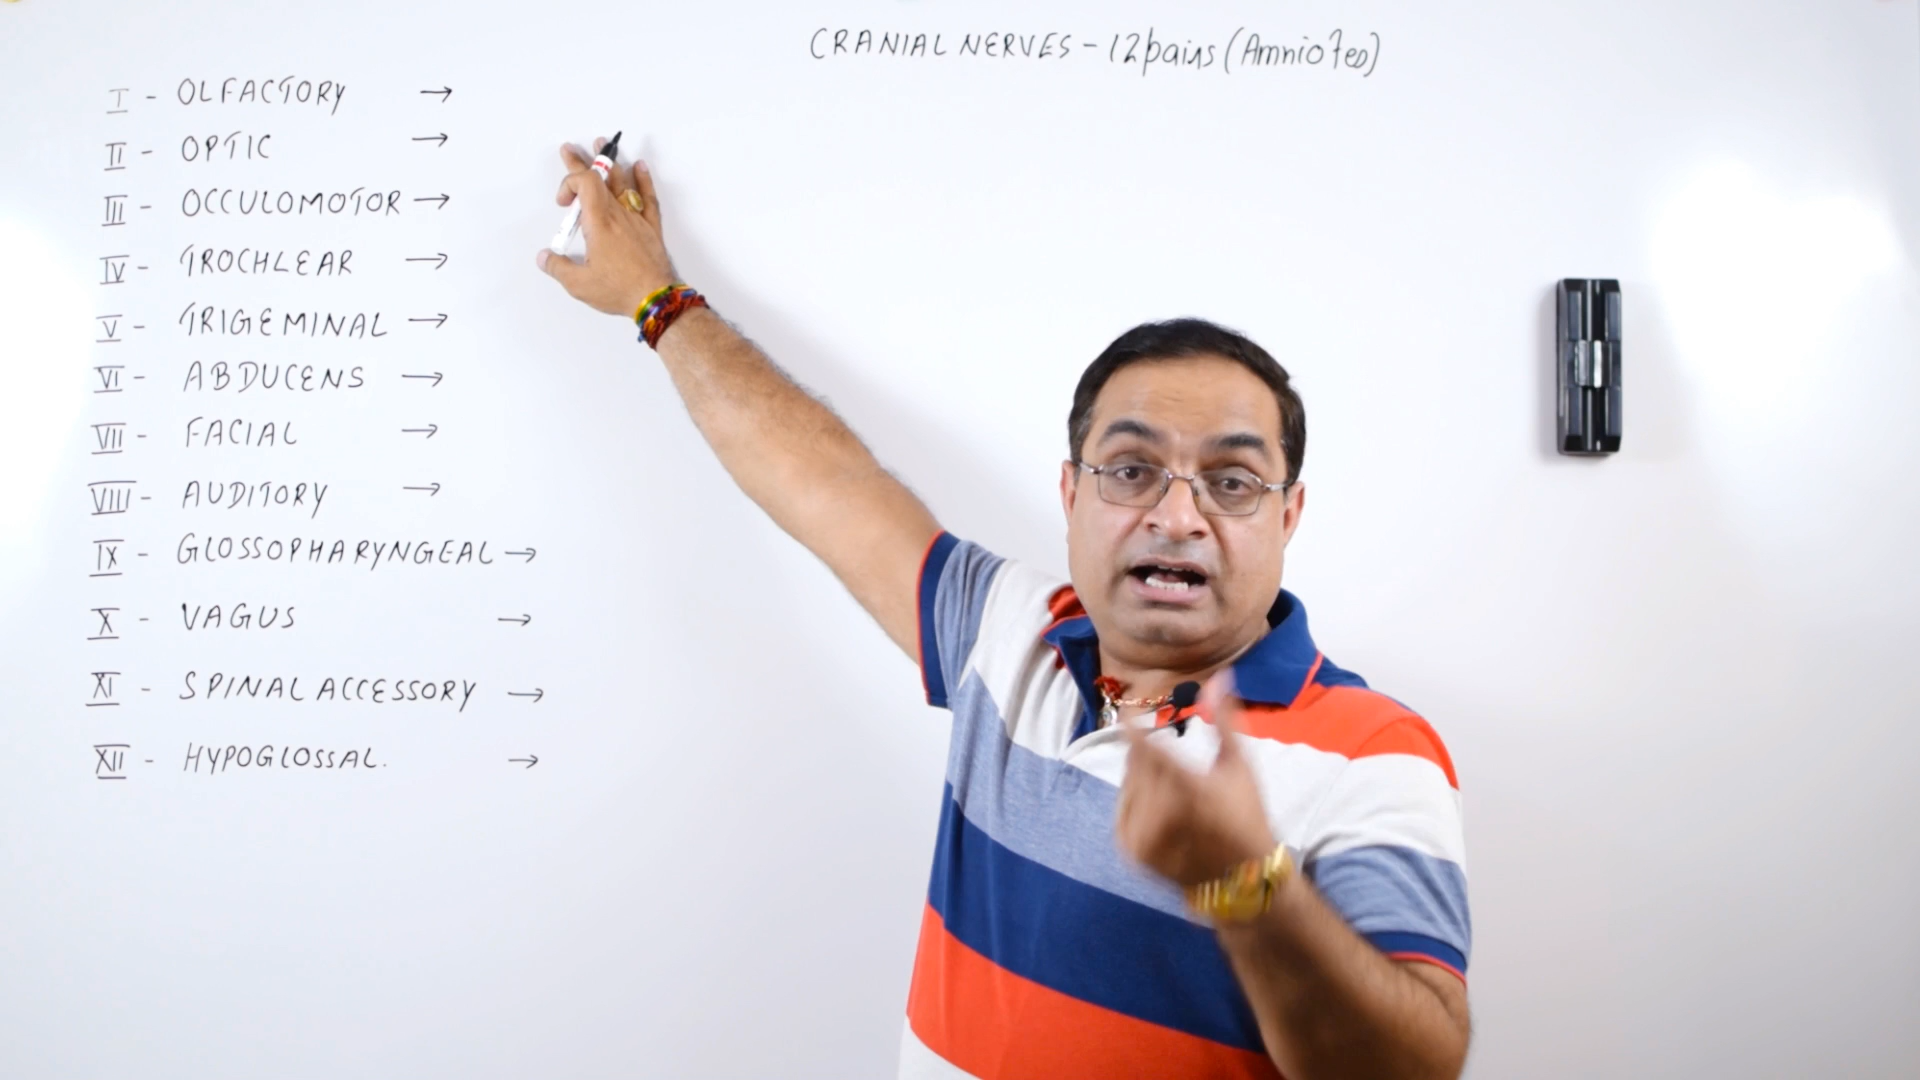 CRANIAL NERVES - 12 pairs (Amniotes)
I - OLFACTORY →
II - OPTIC →
III - OCCULOMOTOR →
IV - TROCHLEAR →
V - TRIGEMINAL →
VI - ABDUCENS →
VII - FACIAL →
VIII - AUDITORY →
IX - GLOSSOPHARYNGEAL →
X - VAGUS →
XI - SPINAL ACCESSORY →
XII - HYPOGLOSSAL. →